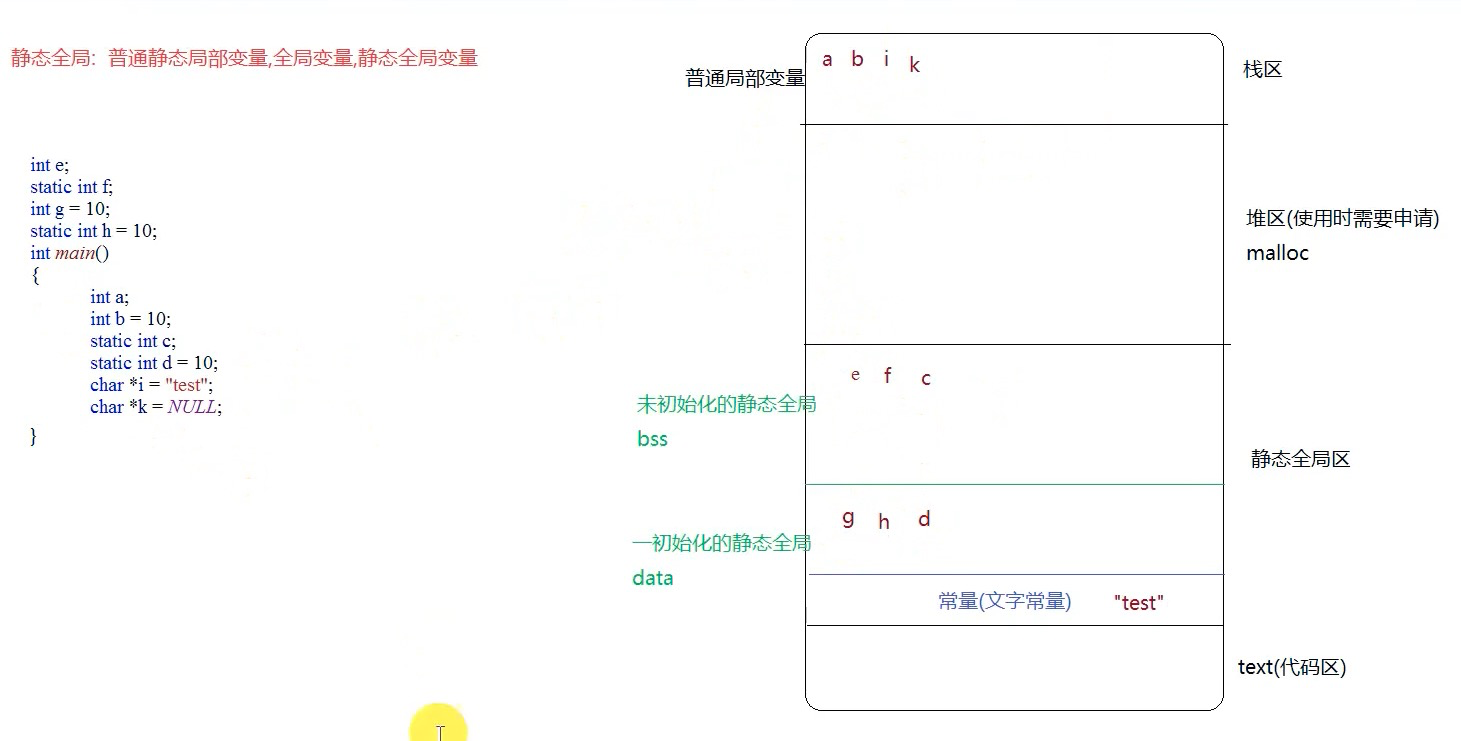 静态全局: 普通静态局部变量,全局变量,静态全局变量
int e;
static int f;
int g = 10;
static int h = 10;
int main()
{
int a;
int b = 10;
static int c;
static int d = 10;
char *i = "test";
char *k = NULL;
}
普通局部变量
a b i k
栈区
堆区(使用时需要申请)
malloc
e f c
未初始化的静态全局
bss
静态全局区
g h d
一初始化的静态全局
data
常量(文字常量) "test"
text(代码区)